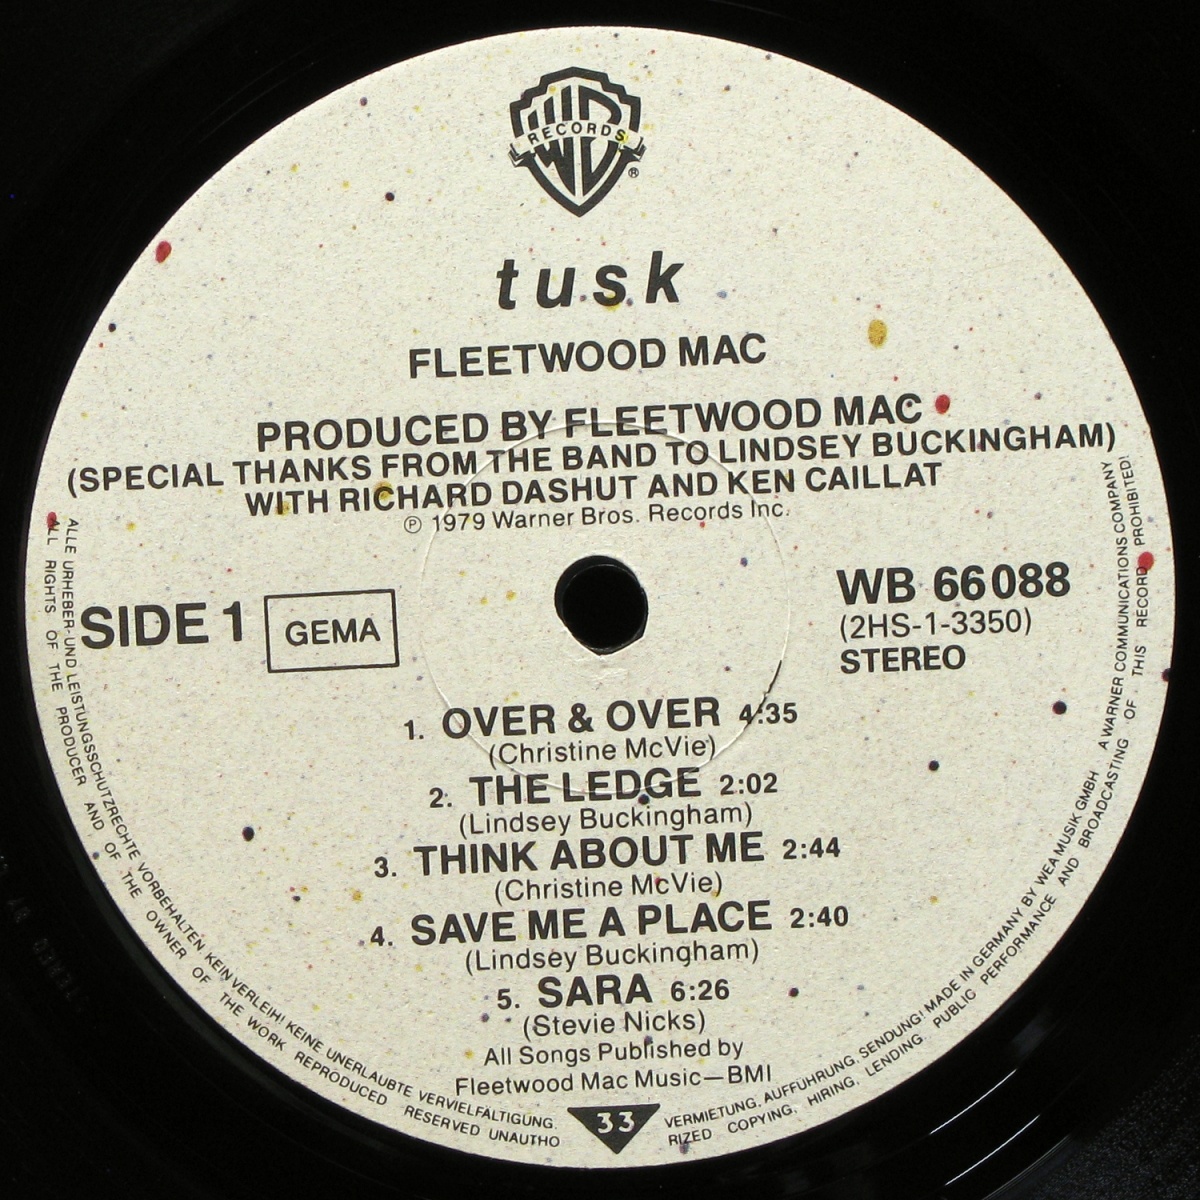 WB
RECORDS
®
tusk
FLEETWOOD MAC
PRODUCED BY FLEETWOOD MAC
(SPECIAL THANKS FROM THE BAND TO LINDSEY BUCKINGHAM)
WITH RICHARD DASHUT AND KEN CAILLAT
℗ 1979 Warner Bros. Records Inc.
SIDE 1
GEMA
WB 66088
(2HS-1-3350)
STEREO
1. OVER & OVER 4:35
(Christine McVie)
2. THE LEDGE 2:02
(Lindsey Buckingham)
3. THINK ABOUT ME 2:44
(Christine McVie)
4. SAVE ME A PLACE 2:40
(Lindsey Buckingham)
5. SARA 6:26
(Stevie Nicks)
All Songs Published by
Fleetwood Mac Music—BMI
33
ALLE URHEBER- UND LEISTUNGSSCHUTZRECHTE VORBEHALTEN KEIN VERLEIH! KEINE UNERLAUBTE VERVIELFÄLTIGUNG. VERMIETUNG, AUFFÜHRUNG, SENDUNG! MADE IN GERMANY BY WEA MUSIK GMBH A WARNER COMMUNICATIONS COMPANY
ALL RIGHTS OF THE PRODUCER AND OF THE OWNER OF THE WORK REPRODUCED RESERVED UNAUTHORIZED COPYING, HIRING, LENDING, PUBLIC PERFORMANCE AND BROADCASTING OF THIS RECORD PROHIBITED!